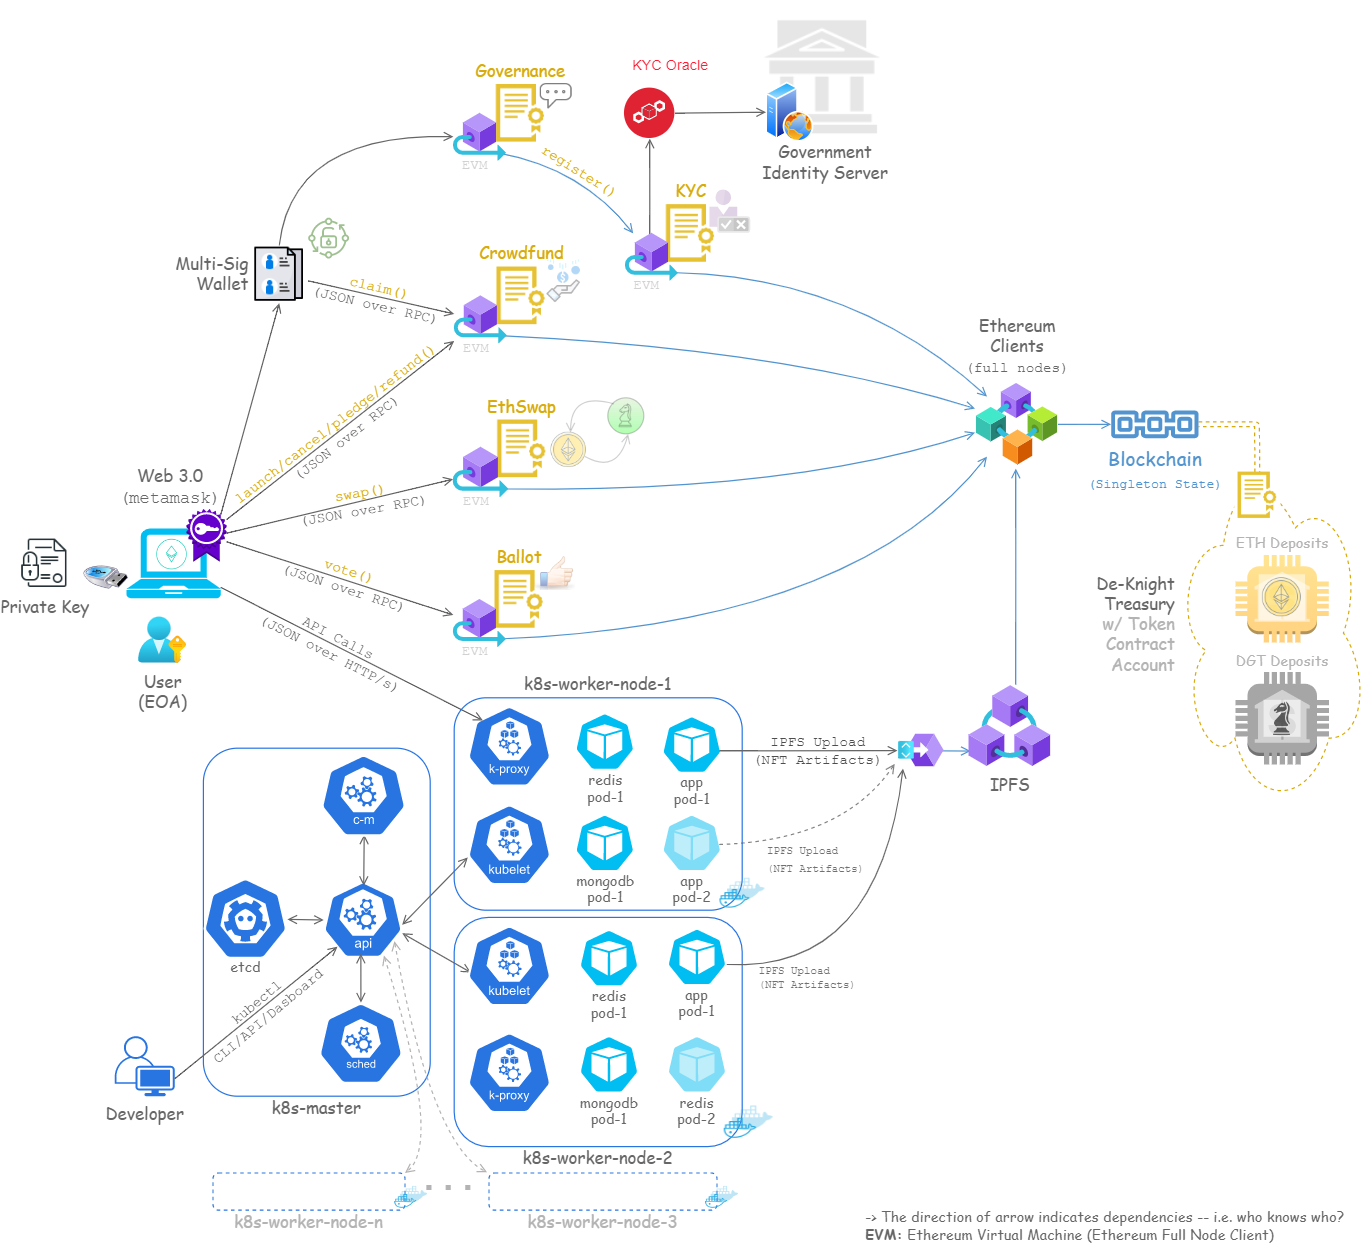 Governance
EVM
register()
KYC Oracle
Government
Identity Server
KYC
EVM
Multi-Sig
Wallet
claim()
(JSON over RPC)
Crowdfund
EVM
launch/cancel/pledge/refund()
(JSON over RPC)
EthSwap
EVM
swap()
(JSON over RPC)
Web 3.0
(metamask)
Private Key
User
(EOA)
vote()
(JSON over RPC)
Ballot
EVM
API Calls
(JSON over HTTP/s)
Ethereum
Clients
(full nodes)
Blockchain
(Singleton State)
ETH Deposits
De-Knight
Treasury
w/ Token
Contract
Account
DGT Deposits
k8s-worker-node-1
k-proxy
redis
pod-1
app
pod-1
kubelet
mongodb
pod-1
app
pod-2
IPFS Upload
(NFT Artifacts)
IPFS Upload
(NFT Artifacts)
IPFS Upload
(NFT Artifacts)
IPFS
c-m
etcd
api
sched
k8s-master
kubectl
CLI/API/Dasboard
Developer
kubelet
redis
pod-1
app
pod-1
k-proxy
mongodb
pod-1
redis
pod-2
k8s-worker-node-2
k8s-worker-node-n
. . .
k8s-worker-node-3
-> The direction of arrow indicates dependencies -- i.e. who knows who?
EVM: Ethereum Virtual Machine (Ethereum Full Node Client)